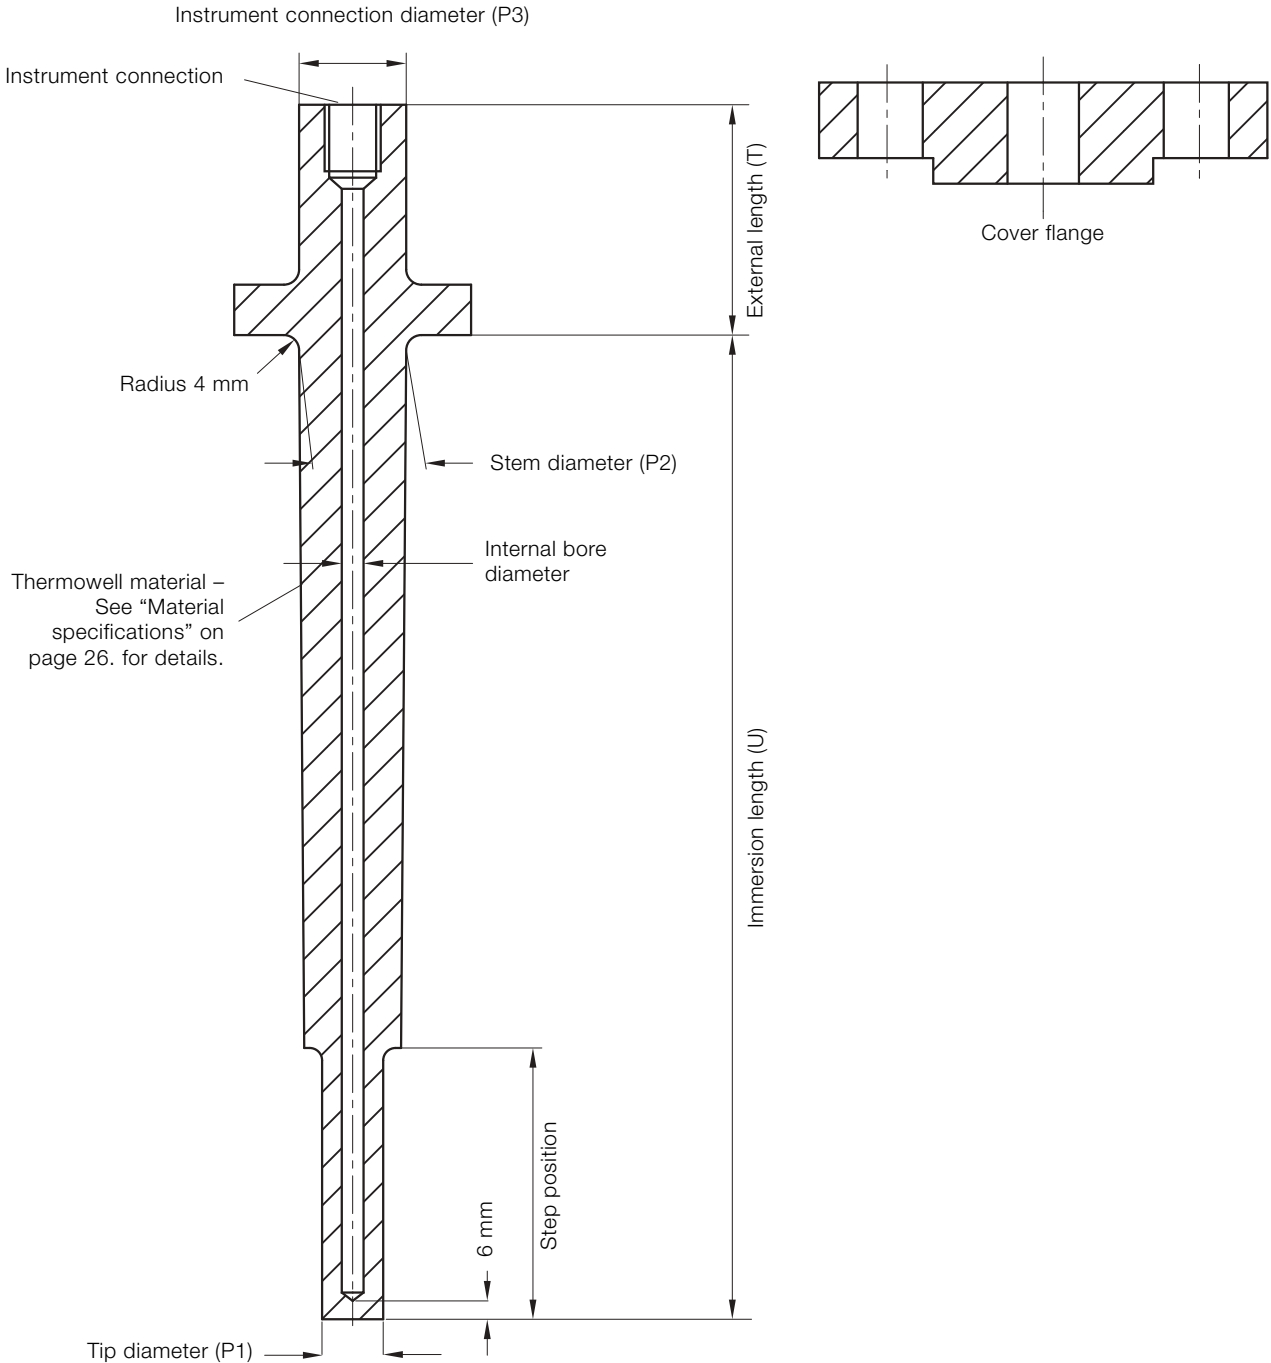 Instrument connection diameter (P3)
Instrument connection
External length (T)
Cover flange
Radius 4 mm
Stem diameter (P2)
Internal bore
diameter
Thermowell material –
See “Material
specifications” on
page 26. for details.
Immersion length (U)
Step position
6 mm
Tip diameter (P1)